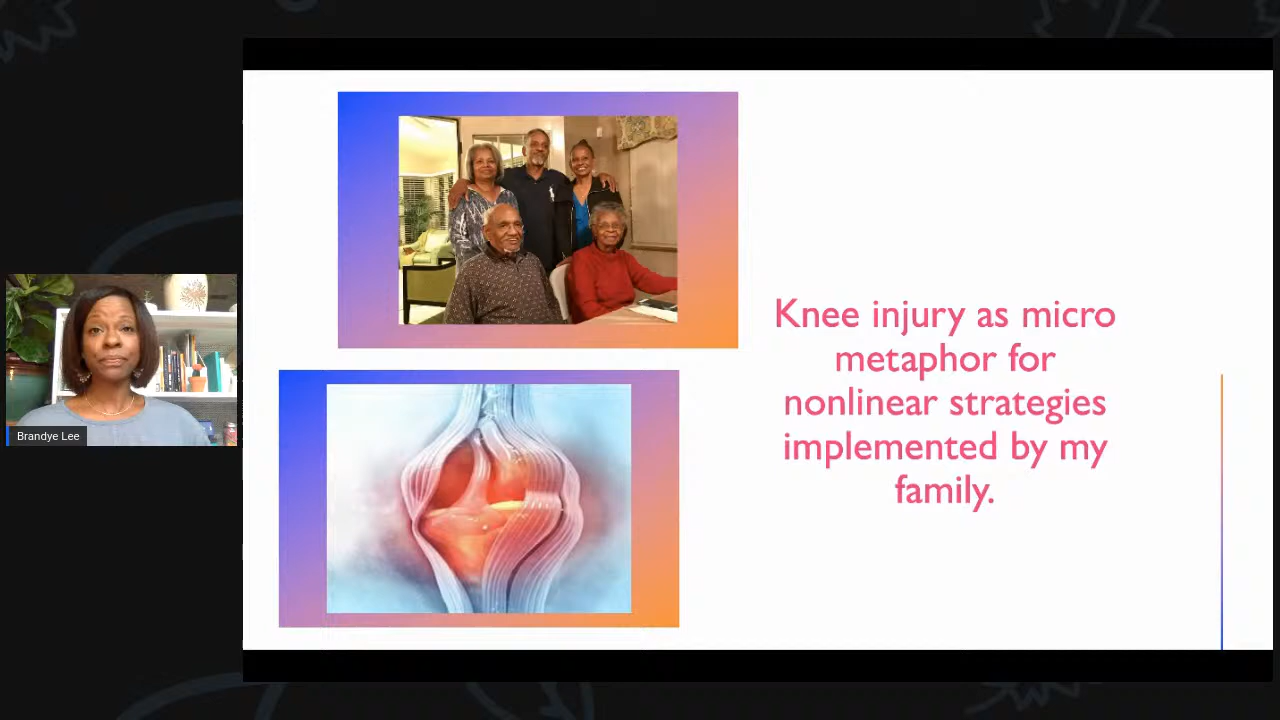 Knee injury as micro
metaphor for
nonlinear strategies
implemented by my
family.
Brandye Lee